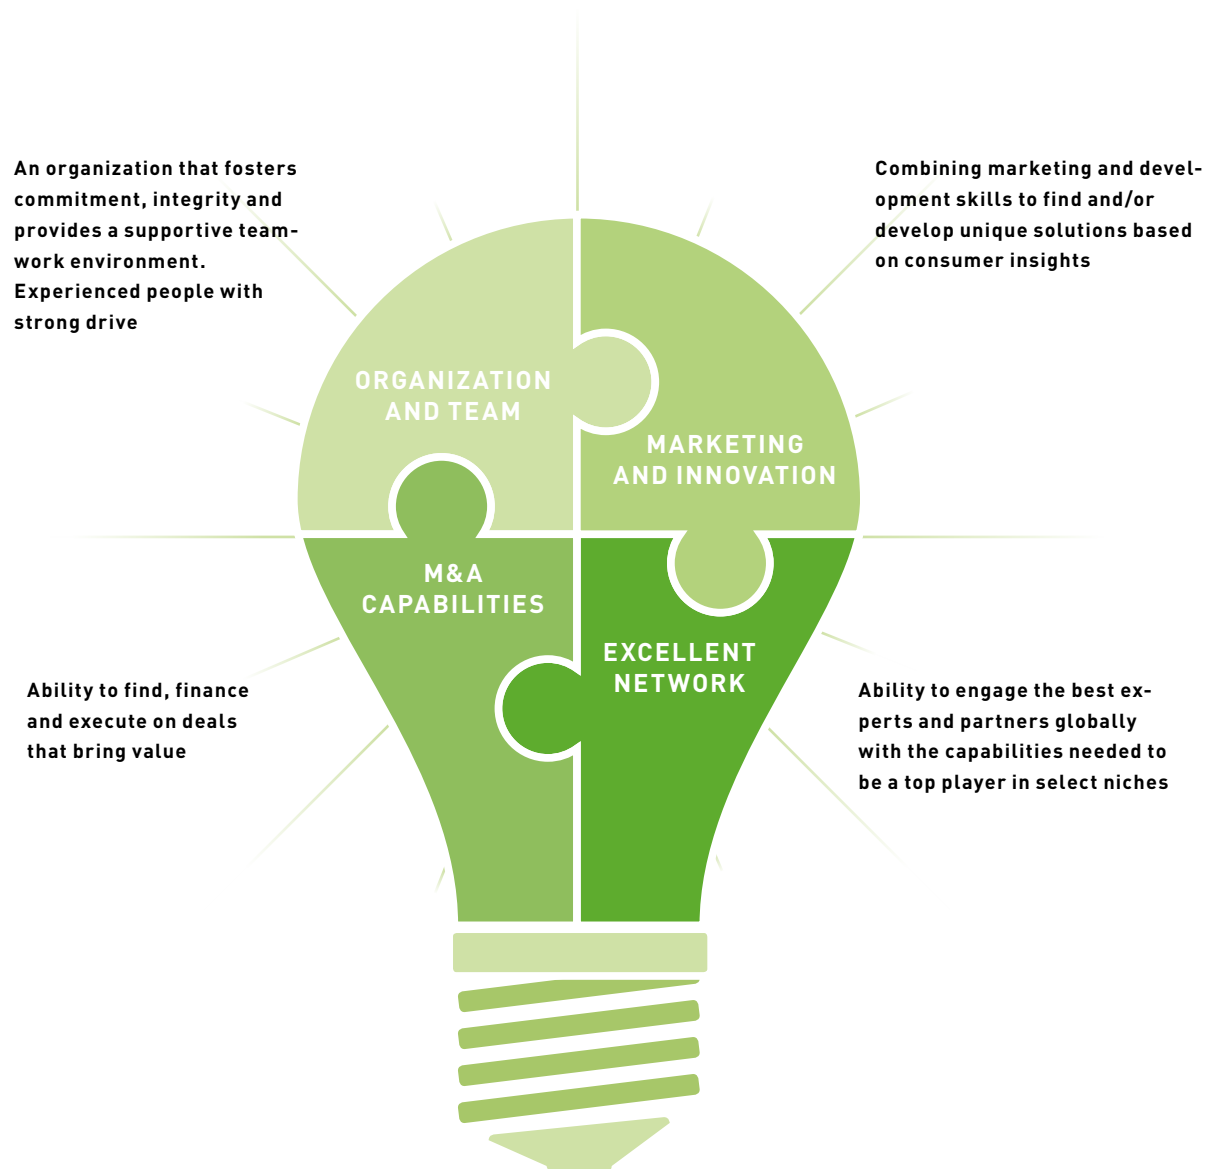 An organization that fosters
commitment, integrity and
provides a supportive team-
work environment.
Experienced people with
strong drive
Combining marketing and devel-
opment skills to find and/or
develop unique solutions based
on consumer insights
ORGANIZATION
AND TEAM
MARKETING
AND INNOVATION
M&A
CAPABILITIES
EXCELLENT
NETWORK
Ability to find, finance
and execute on deals
that bring value
Ability to engage the best ex-
perts and partners globally
with the capabilities needed to
be a top player in select niches